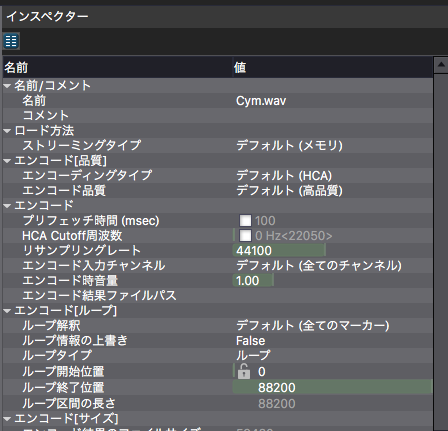 インスペクター
名前 値
名前/コメント
名前 Cym.wav
コメント
ロード方法
ストリーミングタイプ デフォルト (メモリ)
エンコード[品質]
エンコーディングタイプ デフォルト (HCA)
エンコード品質 デフォルト (高品質)
エンコード
プリフェッチ時間 (msec) 100
HCA Cutoff周波数 0 Hz<22050>
リサンプリングレート 44100
エンコード入力チャンネル デフォルト (全てのチャンネル)
エンコード時音量 1.00
エンコード結果ファイルパス
エンコード[ループ]
ループ解釈 デフォルト (全てのマーカー)
ループ情報の上書き False
ループタイプ ループ
ループ開始位置 0
ループ終了位置 88200
ループ区間の長さ 88200
エンコード[サイズ]